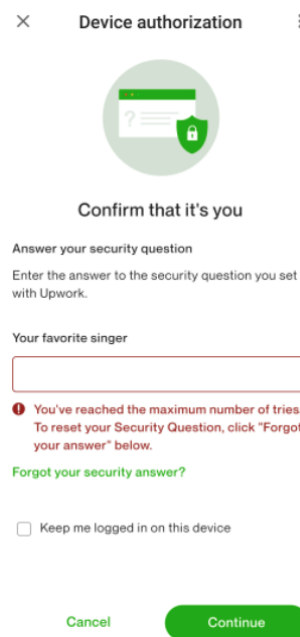 Device authorization
?
Confirm that it's you
Answer your security question
Enter the answer to the security question you set
with Upwork.
Your favorite singer
You've reached the maximum number of tries.
To reset your Security Question, click "Forgot
your answer" below.
Forgot your security answer?
Keep me logged in on this device
Cancel
Continue